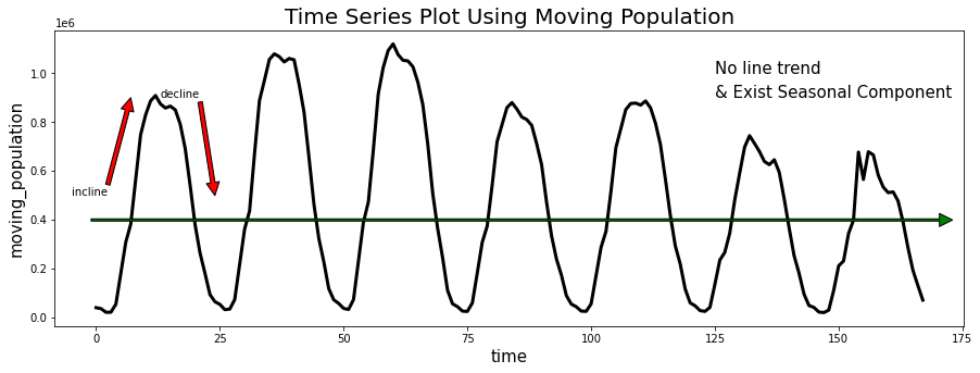 Time Series Plot Using Moving Population
1e6
No line trend
& Exist Seasonal Component
decline
incline
moving_population
1.0
0.8
0.6
0.4
0.2
0.0
0
25
50
75
100
125
150
175
time